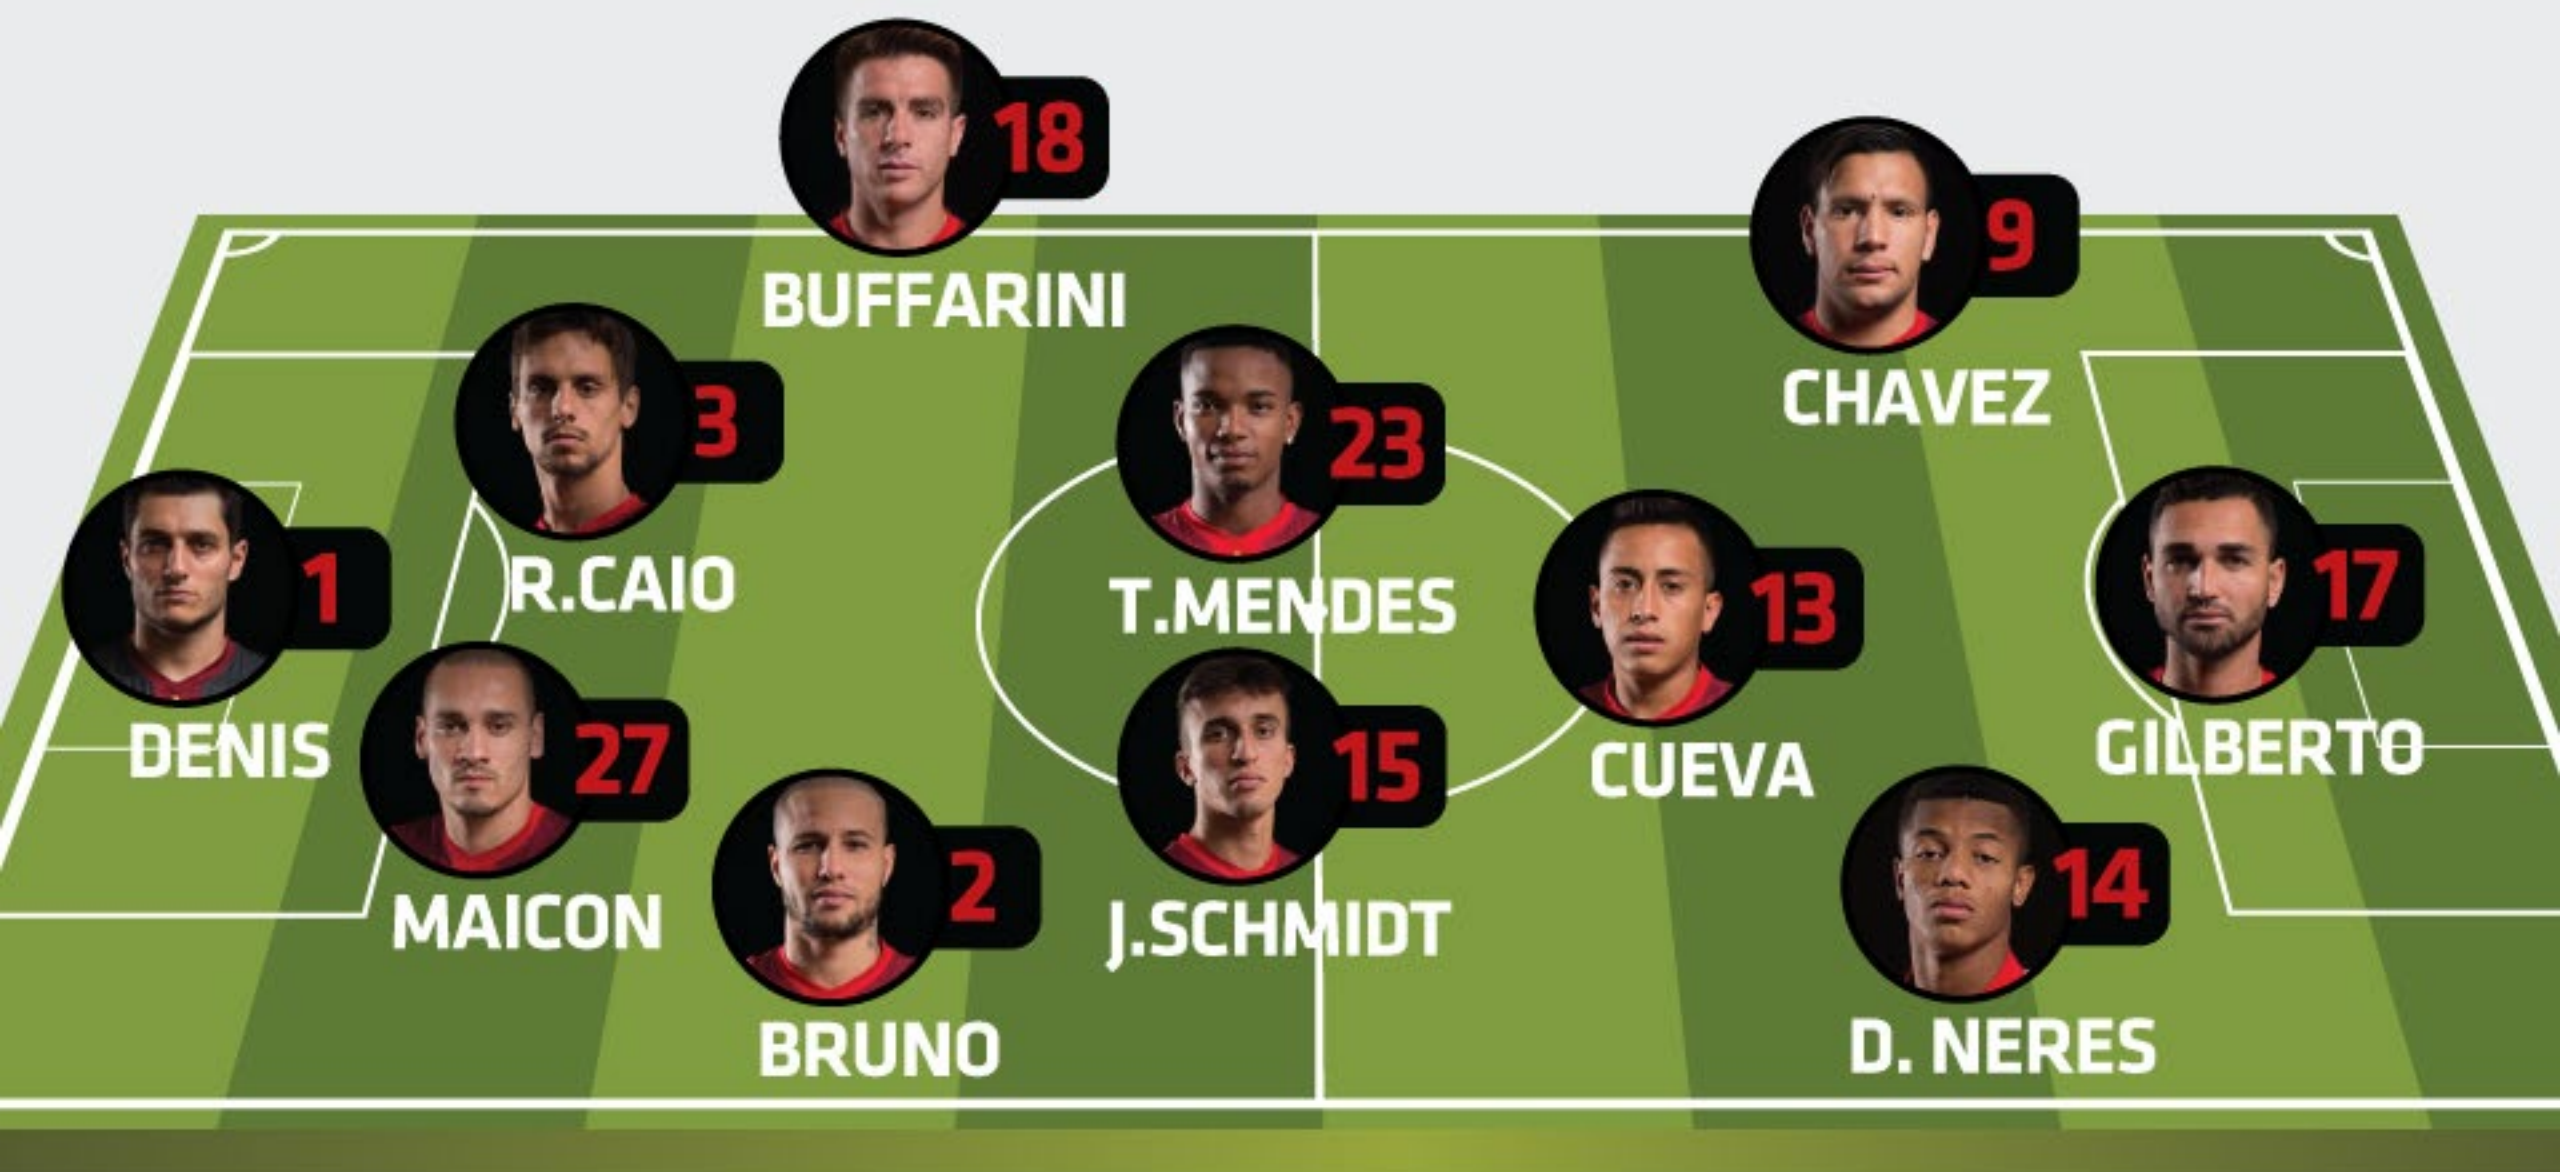 18
BUFFARINI
9
CHAVEZ
3
R.CAIO
23
T.MENDES
1
DENIS
13
CUEVA
17
GILBERTO
27
MAICON
15
J.SCHMIDT
2
BRUNO
14
D. NERES